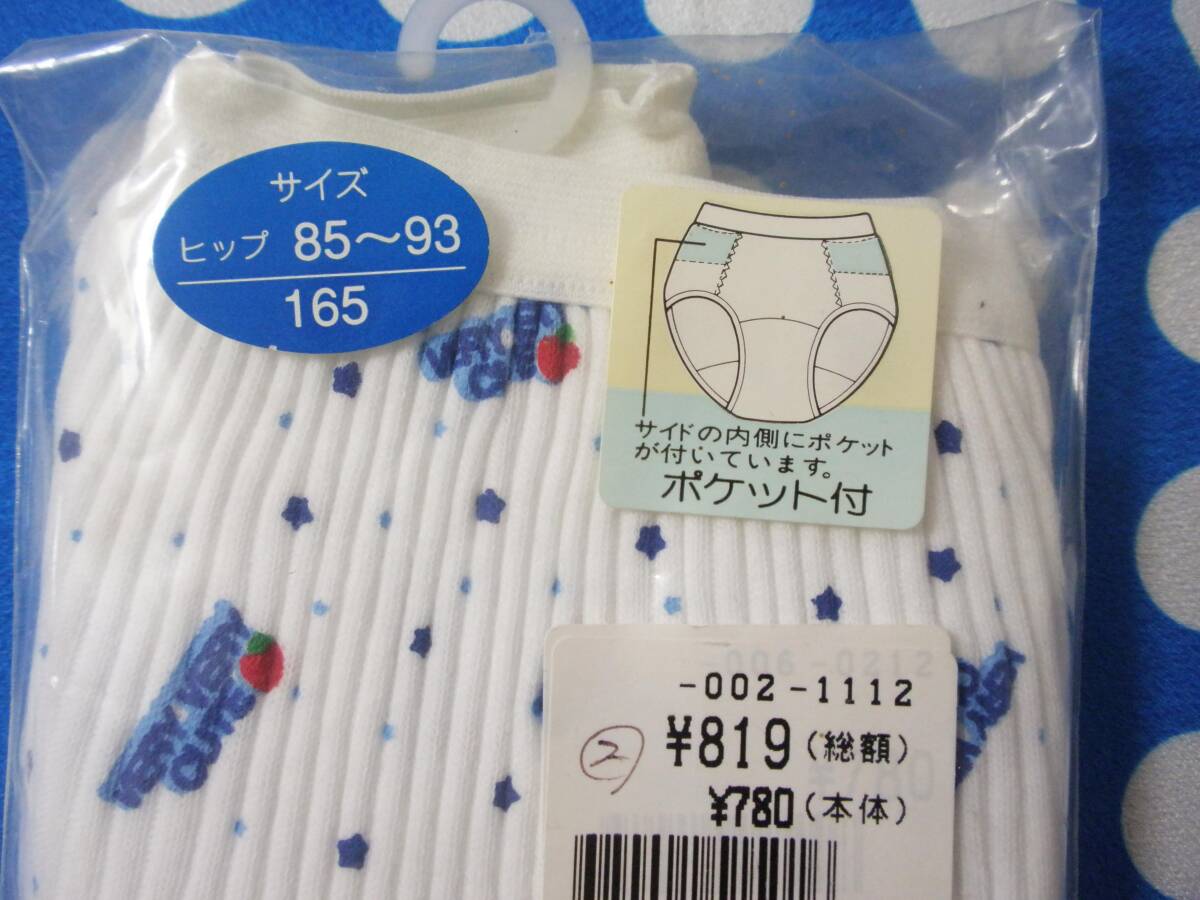 サイズ
ヒップ 85〜93
165
サイドの内側にポケット
が付いています。
ポケット付
-002-1112
② ¥819(総額)
¥780(本体)